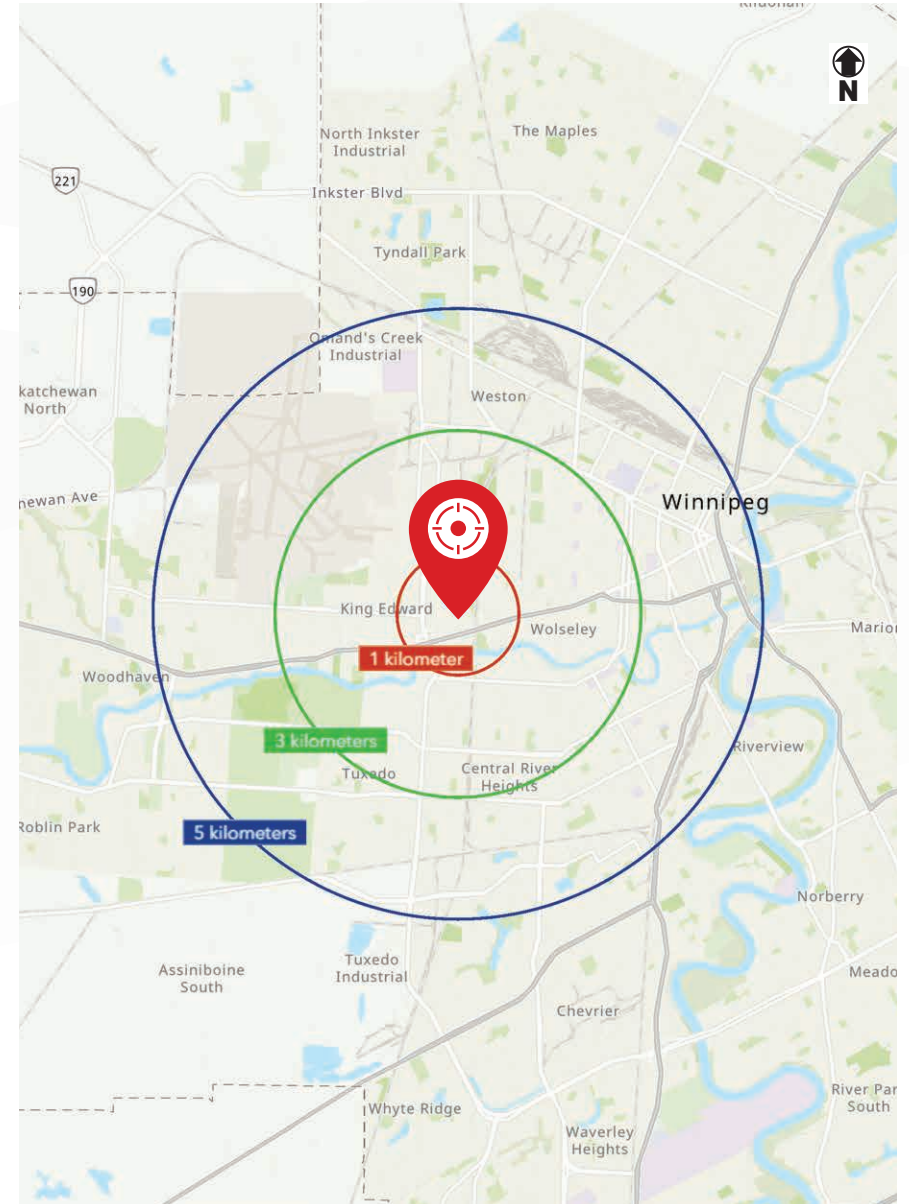 Kildonan
N
North Inkster
Industrial
The Maples
221
Inkster Blvd
Tyndall Park
190
Omand's Creek
Industrial
katchewan
North
Weston
newan Ave
Winnipeg
King Edward
Wolseley
Marion
1 kilometer
Woodhaven
3 kilometers
Riverview
Tuxedo
Central River
Heights
Roblin Park
5 kilometers
Norberry
Assiniboine
South
Tuxedo
Industrial
Meado
Chevrier
Whyte Ridge
River Par
South
Waverley
Heights